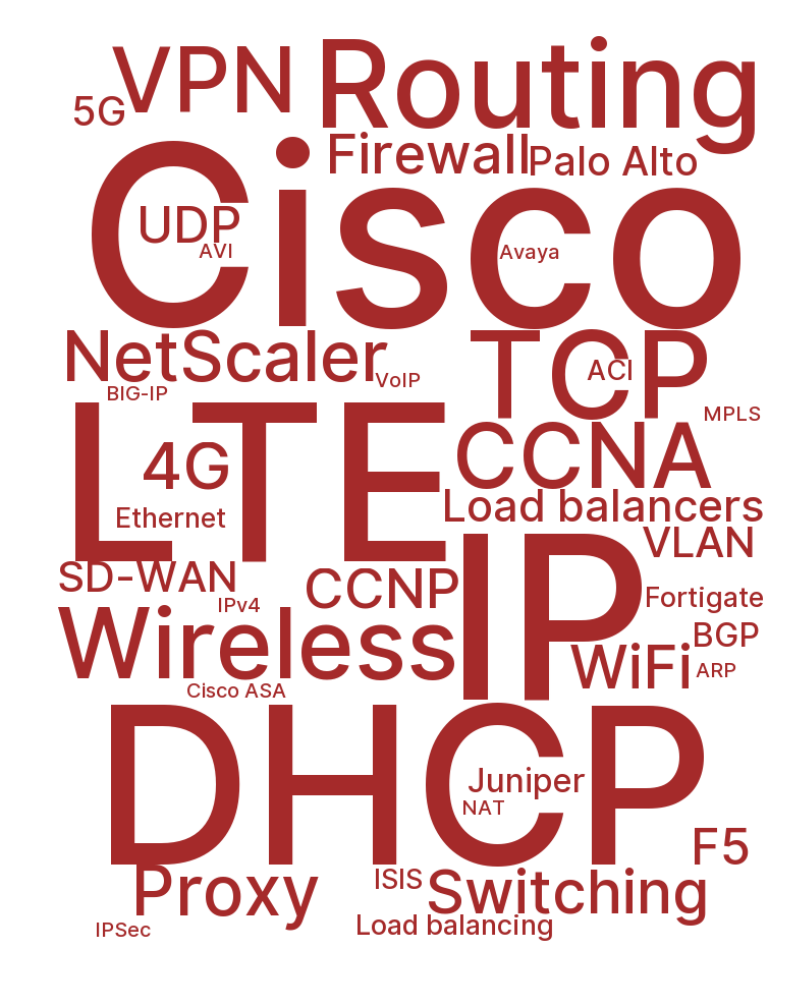 VPN
Routing
5G
Firewall
Palo Alto
Cisco
UDP
AVI
Avaya
NetScaler
TCP
ACI
VoIP
BIG-IP
MPLS
LTE
4G
CCNA
Ethernet
Load balancers
VLAN
IP
SD-WAN
CCNP
IPv4
Fortigate
Wireless
BGP
WiFi
ARP
Cisco ASA
DHCP
Juniper
NAT
F5
Proxy
ISIS
Switching
IPSec
Load balancing